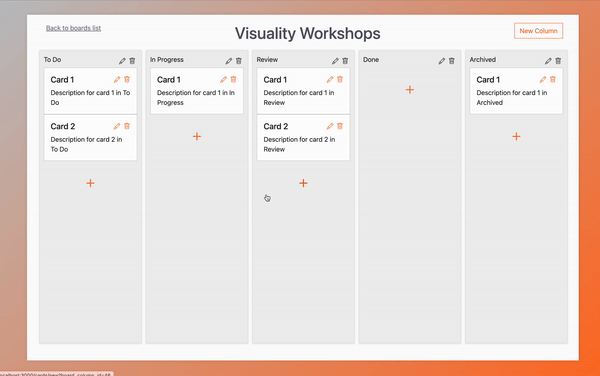 Back to boards list
Visuality Workshops
New Column
To Do
In Progress
Review
Done
Archived
Card 1
Description for card 1 in To
Do
Card 2
Description for card 2 in
To Do
Card 1
Description for card 1 in In
Progress
Card 1
Description for card 1 in
Review
Card 2
Description for card 2 in
Review
Card 1
Description for card 1 in
Archived